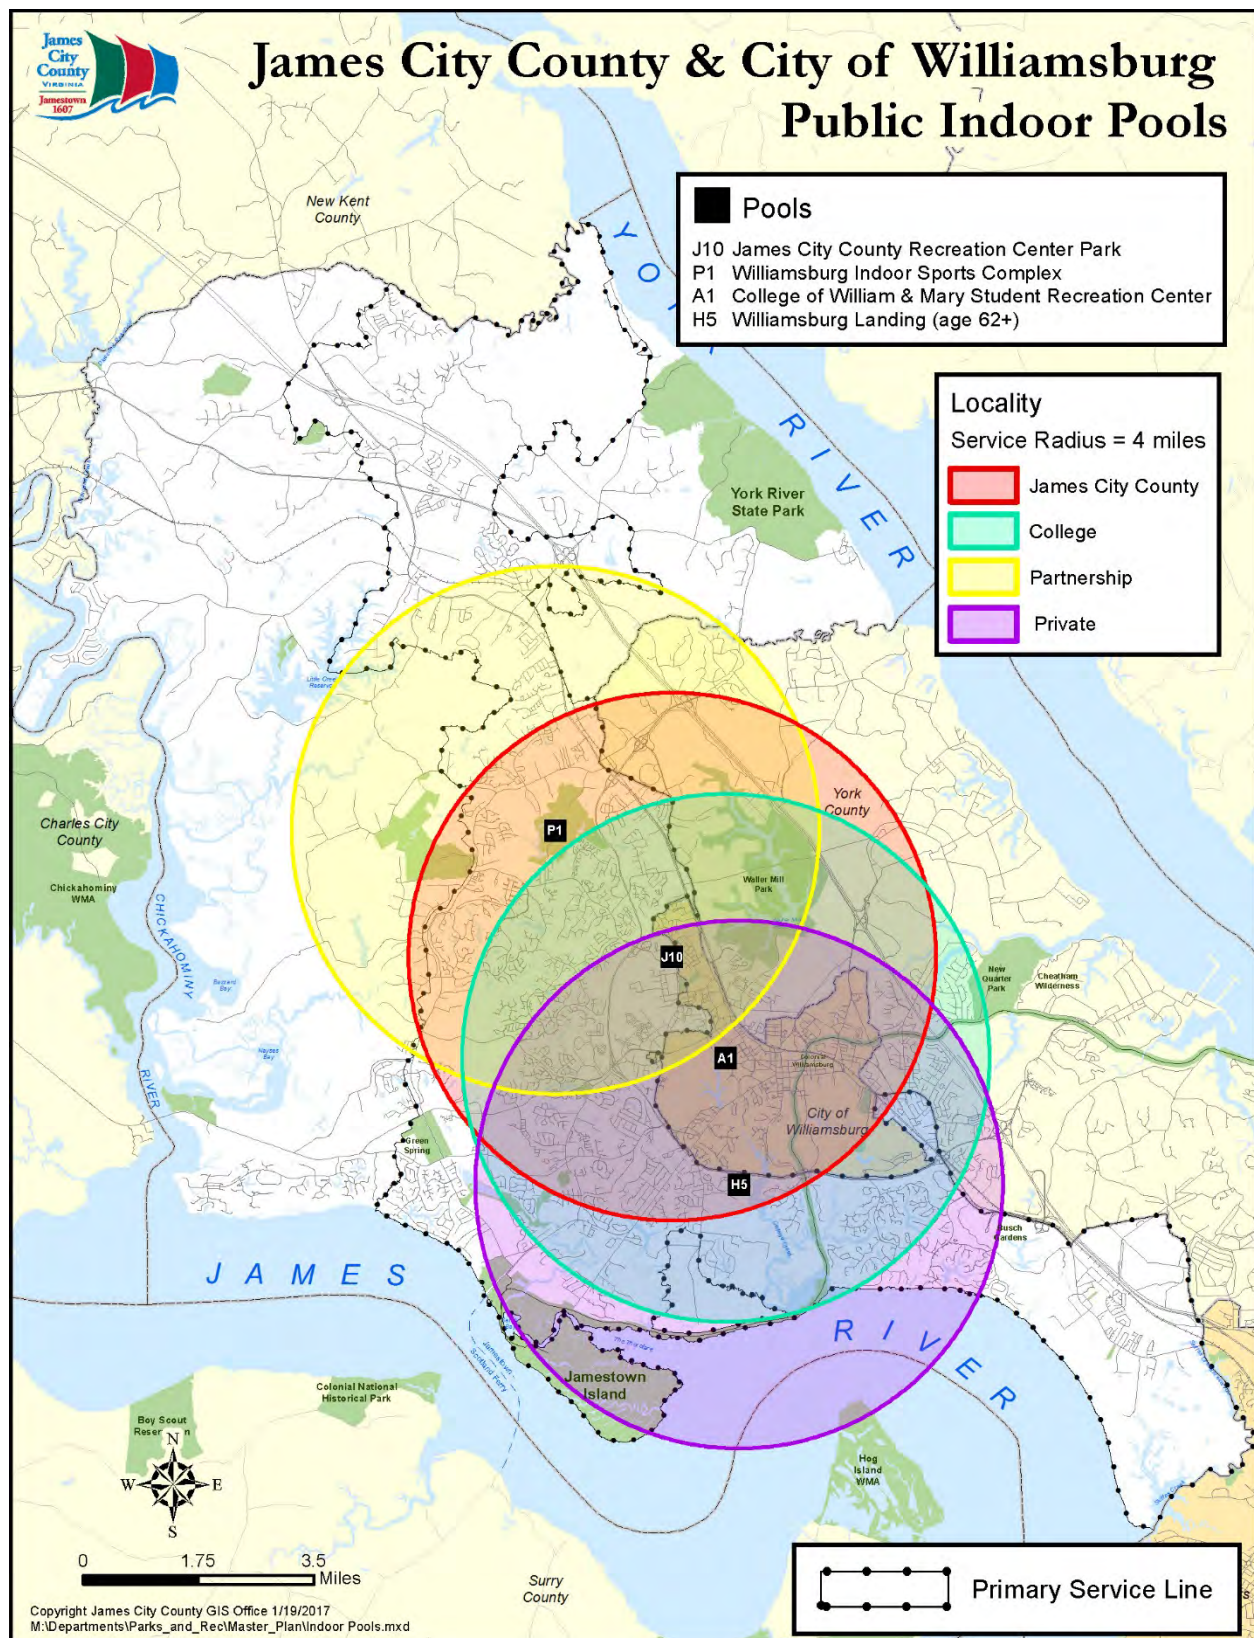 James
City
County
VIRGINIA
Jamestown
1607
James City County & City of Williamsburg
Public Indoor Pools
Pools
J10 James City County Recreation Center Park
P1 Williamsburg Indoor Sports Complex
A1 College of William & Mary Student Recreation Center
H5 Williamsburg Landing (age 62+)
Locality
Service Radius = 4 miles
James City County
College
Partnership
Private
New Kent
County
YORK RIVER
York River
State Park
York
County
Charles City
County
Chickahominy
WMA
CHICKAHOMINY
RIVER
P1
Waller Mill
Park
J10
New
Quarter
Park
Cheatham
Wilderness
A1
Colonial
Williamsburg
City of
Williamsburg
Green
Spring
H5
Busch
Gardens
JAMES
RIVER
Jamestown
Island
Jamestown
Scotland Ferry
Colonial National
Historical Park
Boy Scout
Reservation
Hog
Island
WMA
N
W E
S
0 1.75 3.5
Miles
Surry
County
Primary Service Line
Copyright James City County GIS Office 1/19/2017
M:\Departments\Parks_and_Rec\Master_Plan\Indoor Pools.mxd